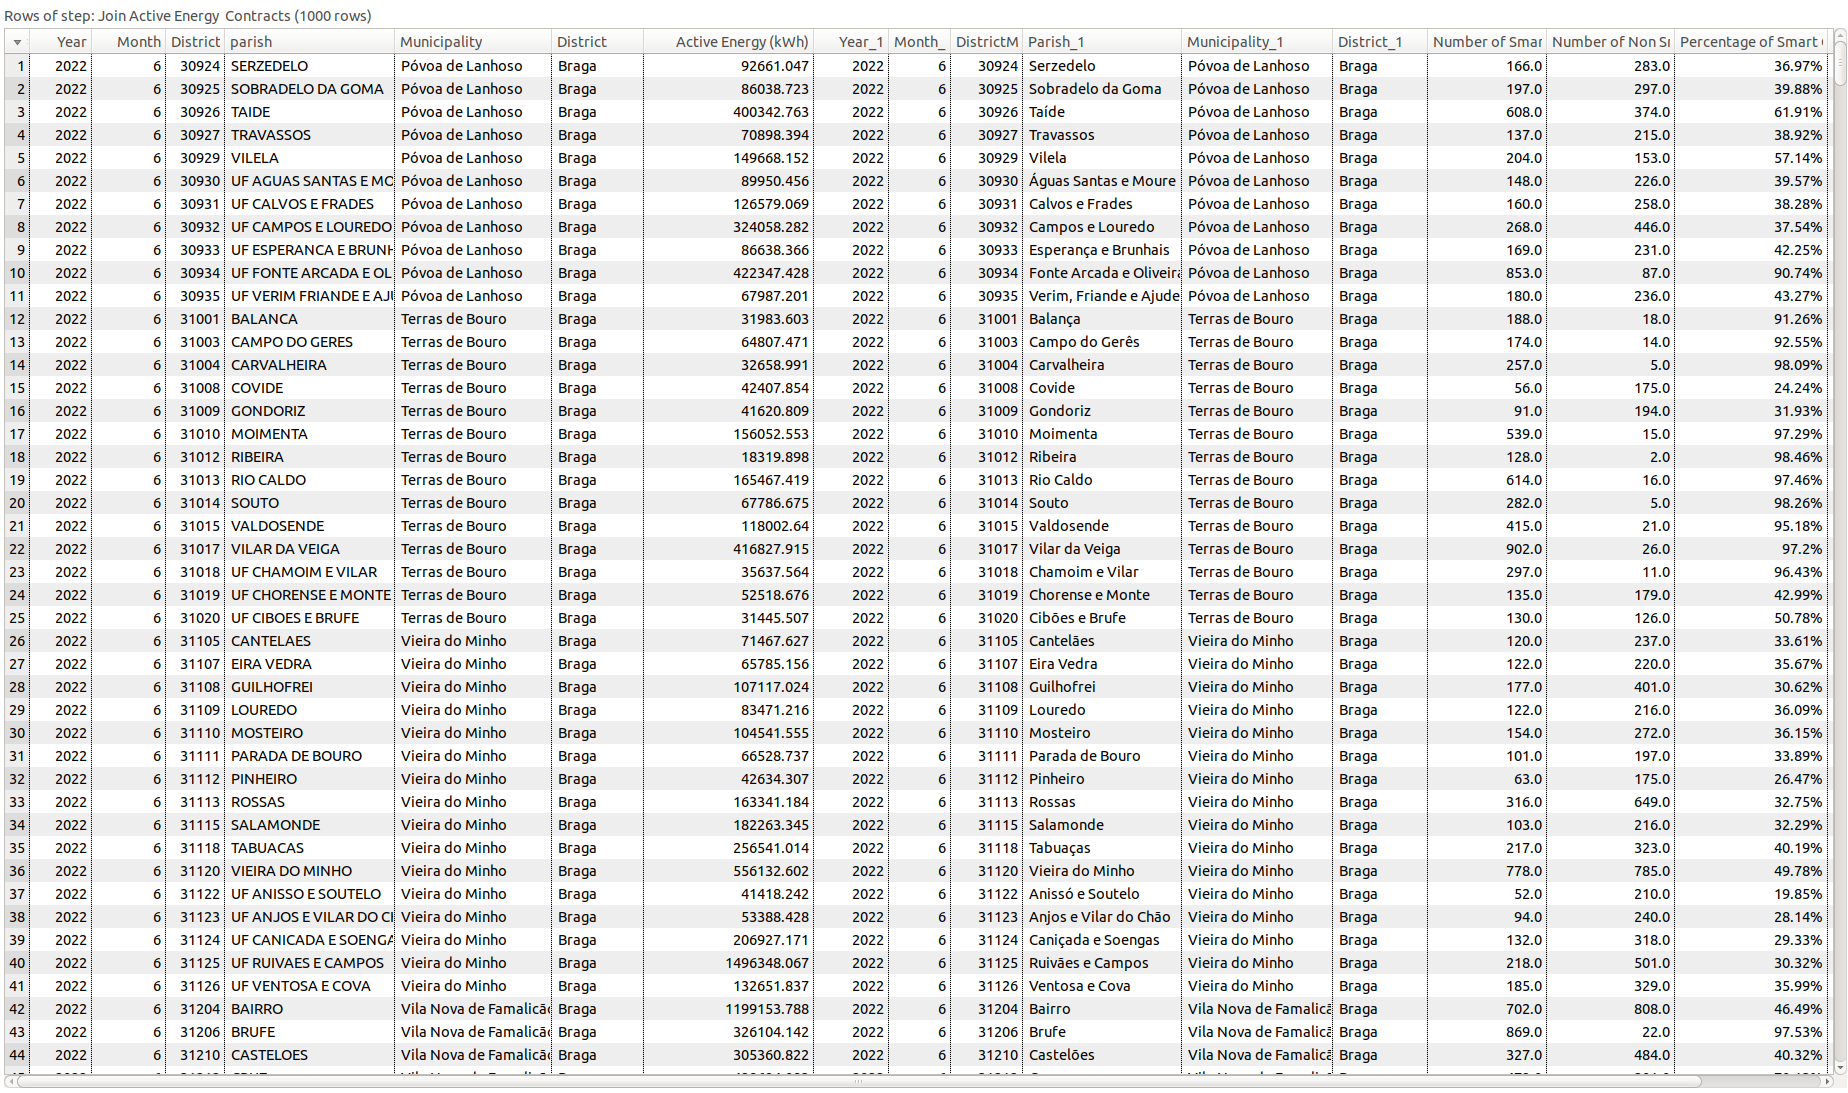 Rows of step: Join Active Energy Contracts (1000 rows)
Year Month District parish Municipality District Active Energy (kWh) Year_1 Month_ DistrictM Parish_1 Municipality_1 District_1 Number of Smar Number of Non Sr Percentage of Smart
1 2022 6 30924 SERZEDELO Póvoa de Lanhoso Braga 92661.047 2022 6 30924 Serzedelo Póvoa de Lanhoso Braga 166.0 283.0 36.97%
2 2022 6 30925 SOBRADELO DA GOMA Póvoa de Lanhoso Braga 86038.723 2022 6 30925 Sobradelo da Goma Póvoa de Lanhoso Braga 197.0 297.0 39.88%
3 2022 6 30926 TAIDE Póvoa de Lanhoso Braga 400342.763 2022 6 30926 Taíde Póvoa de Lanhoso Braga 608.0 374.0 61.91%
4 2022 6 30927 TRAVASSOS Póvoa de Lanhoso Braga 70898.394 2022 6 30927 Travassos Póvoa de Lanhoso Braga 137.0 215.0 38.92%
5 2022 6 30929 VILELA Póvoa de Lanhoso Braga 149668.152 2022 6 30929 Vilela Póvoa de Lanhoso Braga 204.0 153.0 57.14%
6 2022 6 30930 UF AGUAS SANTAS E MO Póvoa de Lanhoso Braga 89950.456 2022 6 30930 Águas Santas e Moure Póvoa de Lanhoso Braga 148.0 226.0 39.57%
7 2022 6 30931 UF CALVOS E FRADES Póvoa de Lanhoso Braga 126579.069 2022 6 30931 Calvos e Frades Póvoa de Lanhoso Braga 160.0 258.0 38.28%
8 2022 6 30932 UF CAMPOS E LOUREDO Póvoa de Lanhoso Braga 324058.282 2022 6 30932 Campos e Louredo Póvoa de Lanhoso Braga 268.0 446.0 37.54%
9 2022 6 30933 UF ESPERANCA E BRUNH Póvoa de Lanhoso Braga 86638.366 2022 6 30933 Esperança e Brunhais Póvoa de Lanhoso Braga 169.0 231.0 42.25%
10 2022 6 30934 UF FONTE ARCADA E OL Póvoa de Lanhoso Braga 422347.428 2022 6 30934 Fonte Arcada e Oliveira Póvoa de Lanhoso Braga 853.0 87.0 90.74%
11 2022 6 30935 UF VERIM FRIANDE E AJU Póvoa de Lanhoso Braga 67987.201 2022 6 30935 Verim, Friande e Ajude Póvoa de Lanhoso Braga 180.0 236.0 43.27%
12 2022 6 31001 BALANCA Terras de Bouro Braga 31983.603 2022 6 31001 Balança Terras de Bouro Braga 188.0 18.0 91.26%
13 2022 6 31003 CAMPO DO GERES Terras de Bouro Braga 64807.471 2022 6 31003 Campo do Gerês Terras de Bouro Braga 174.0 14.0 92.55%
14 2022 6 31004 CARVALHEIRA Terras de Bouro Braga 32658.991 2022 6 31004 Carvalheira Terras de Bouro Braga 257.0 5.0 98.09%
15 2022 6 31008 COVIDE Terras de Bouro Braga 42407.854 2022 6 31008 Covide Terras de Bouro Braga 56.0 175.0 24.24%
16 2022 6 31009 GONDORIZ Terras de Bouro Braga 41620.809 2022 6 31009 Gondoriz Terras de Bouro Braga 91.0 194.0 31.93%
17 2022 6 31010 MOIMENTA Terras de Bouro Braga 156052.553 2022 6 31010 Moimenta Terras de Bouro Braga 539.0 15.0 97.29%
18 2022 6 31012 RIBEIRA Terras de Bouro Braga 18319.898 2022 6 31012 Ribeira Terras de Bouro Braga 128.0 2.0 98.46%
19 2022 6 31013 RIO CALDO Terras de Bouro Braga 165467.419 2022 6 31013 Rio Caldo Terras de Bouro Braga 614.0 16.0 97.46%
20 2022 6 31014 SOUTO Terras de Bouro Braga 67786.675 2022 6 31014 Souto Terras de Bouro Braga 282.0 5.0 98.26%
21 2022 6 31015 VALDOSENDE Terras de Bouro Braga 118002.64 2022 6 31015 Valdosende Terras de Bouro Braga 415.0 21.0 95.18%
22 2022 6 31017 VILAR DA VEIGA Terras de Bouro Braga 416827.915 2022 6 31017 Vilar da Veiga Terras de Bouro Braga 902.0 26.0 97.2%
23 2022 6 31018 UF CHAMOIM E VILAR Terras de Bouro Braga 35637.564 2022 6 31018 Chamoim e Vilar Terras de Bouro Braga 297.0 11.0 96.43%
24 2022 6 31019 UF CHORENSE E MONTE Terras de Bouro Braga 52518.676 2022 6 31019 Chorense e Monte Terras de Bouro Braga 135.0 179.0 42.99%
25 2022 6 31020 UF CIBOES E BRUFE Terras de Bouro Braga 31445.507 2022 6 31020 Cibões e Brufe Terras de Bouro Braga 130.0 126.0 50.78%
26 2022 6 31105 CANTELAES Vieira do Minho Braga 71467.627 2022 6 31105 Cantelães Vieira do Minho Braga 120.0 237.0 33.61%
27 2022 6 31107 EIRA VEDRA Vieira do Minho Braga 65785.156 2022 6 31107 Eira Vedra Vieira do Minho Braga 122.0 220.0 35.67%
28 2022 6 31108 GUILHOFREI Vieira do Minho Braga 107117.024 2022 6 31108 Guilhofrei Vieira do Minho Braga 177.0 401.0 30.62%
29 2022 6 31109 LOUREDO Vieira do Minho Braga 83471.216 2022 6 31109 Louredo Vieira do Minho Braga 122.0 216.0 36.09%
30 2022 6 31110 MOSTEIRO Vieira do Minho Braga 104541.555 2022 6 31110 Mosteiro Vieira do Minho Braga 154.0 272.0 36.15%
31 2022 6 31111 PARADA DE BOURO Vieira do Minho Braga 66528.737 2022 6 31111 Parada de Bouro Vieira do Minho Braga 101.0 197.0 33.89%
32 2022 6 31112 PINHEIRO Vieira do Minho Braga 42634.307 2022 6 31112 Pinheiro Vieira do Minho Braga 63.0 175.0 26.47%
33 2022 6 31113 ROSSAS Vieira do Minho Braga 163341.184 2022 6 31113 Rossas Vieira do Minho Braga 316.0 649.0 32.75%
34 2022 6 31115 SALAMONDE Vieira do Minho Braga 182263.345 2022 6 31115 Salamonde Vieira do Minho Braga 103.0 216.0 32.29%
35 2022 6 31118 TABUACAS Vieira do Minho Braga 256541.014 2022 6 31118 Tabuaças Vieira do Minho Braga 217.0 323.0 40.19%
36 2022 6 31120 VIEIRA DO MINHO Vieira do Minho Braga 556132.602 2022 6 31120 Vieira do Minho Vieira do Minho Braga 778.0 785.0 49.78%
37 2022 6 31122 UF ANISSO E SOUTELO Vieira do Minho Braga 41418.242 2022 6 31122 Anissó e Soutelo Vieira do Minho Braga 52.0 210.0 19.85%
38 2022 6 31123 UF ANJOS E VILAR DO CH Vieira do Minho Braga 53388.428 2022 6 31123 Anjos e Vilar do Chão Vieira do Minho Braga 94.0 240.0 28.14%
39 2022 6 31124 UF CANICADA E SOENGA Vieira do Minho Braga 206927.171 2022 6 31124 Caniçada e Soengas Vieira do Minho Braga 132.0 318.0 29.33%
40 2022 6 31125 UF RUIVAES E CAMPOS Vieira do Minho Braga 1496348.067 2022 6 31125 Ruivães e Campos Vieira do Minho Braga 218.0 501.0 30.32%
41 2022 6 31126 UF VENTOSA E COVA Vieira do Minho Braga 132651.837 2022 6 31126 Ventosa e Cova Vieira do Minho Braga 185.0 329.0 35.99%
42 2022 6 31204 BAIRRO Vila Nova de Famalicão Braga 1199153.788 2022 6 31204 Bairro Vila Nova de Famalicã Braga 702.0 808.0 46.49%
43 2022 6 31206 BRUFE Vila Nova de Famalicão Braga 326104.142 2022 6 31206 Brufe Vila Nova de Famalicã Braga 869.0 22.0 97.53%
44 2022 6 31210 CASTELOES Vila Nova de Famalicão Braga 305360.822 2022 6 31210 Castelões Vila Nova de Famalicã Braga 327.0 484.0 40.32%